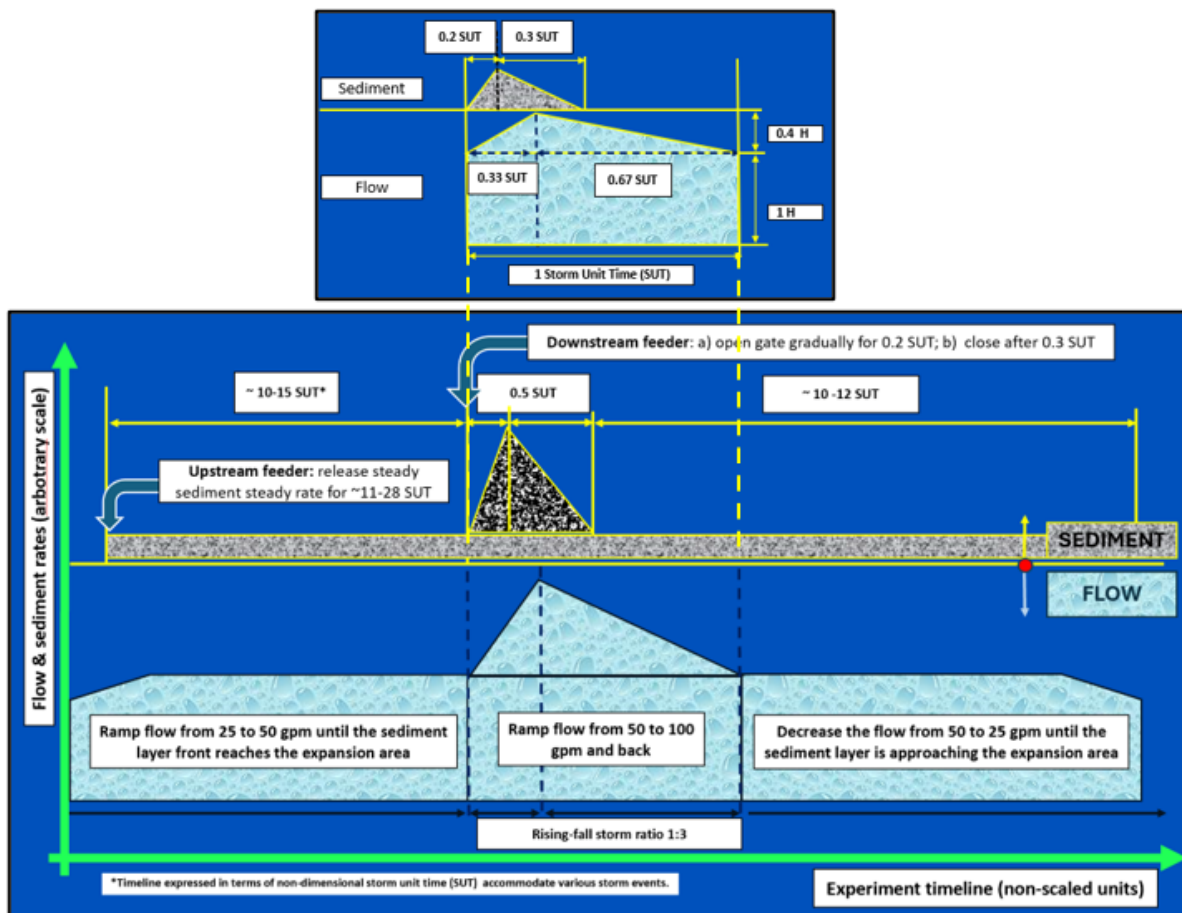 0.2 SUT
0.3 SUT
Sediment
0.4 H
0.33 SUT
0.67 SUT
Flow
1 H
1 Storm Unit Time (SUT)
Downstream feeder: a) open gate gradually for 0.2 SUT; b) close after 0.3 SUT
~ 10-15 SUT*
0.5 SUT
~ 10 -12 SUT
Upstream feeder: release steady
sediment steady rate for ~11-28 SUT
SEDIMENT
FLOW
Flow & sediment rates (arbotrary scale)
Ramp flow from 25 to 50 gpm until the sediment
layer front reaches the expansion area
Ramp flow from 50 to 100
gpm and back
Decrease the flow from 50 to 25 gpm until the
sediment layer is approaching the expansion area
Rising-fall storm ratio 1:3
*Timeline expressed in terms of non-dimensional storm unit time (SUT) accommodate various storm events.
Experiment timeline (non-scaled units)